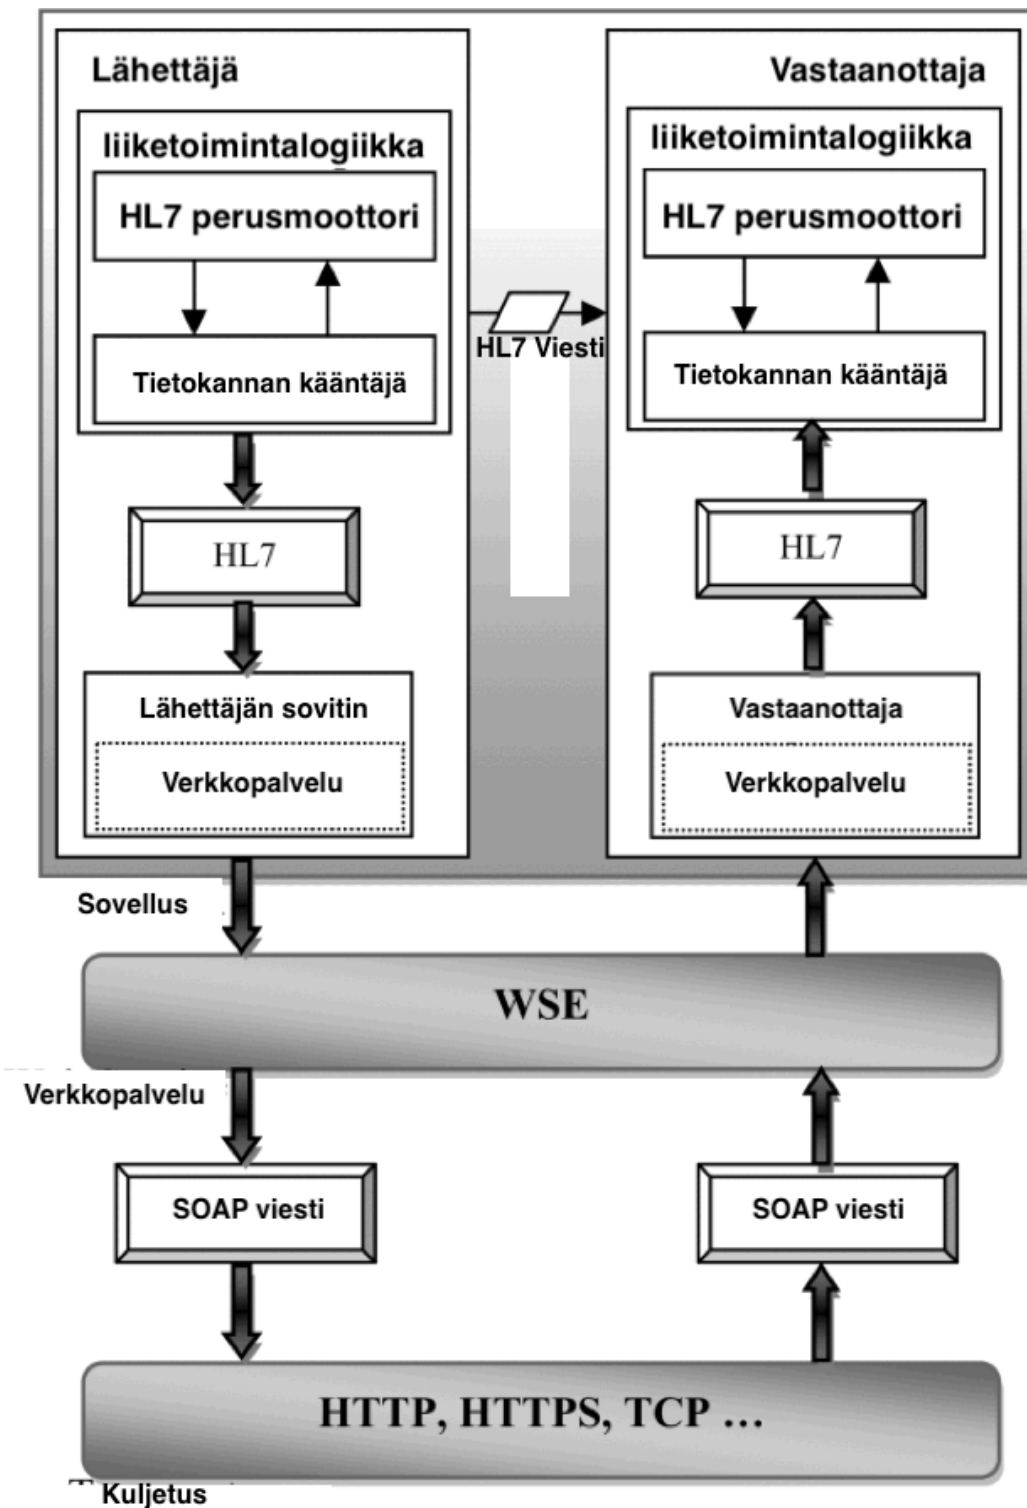 Lähettäjä
liiketoimintalogiikka
HL7 perusmoottori
Tietokannan kääntäjä
HL7
Lähettäjän sovitin
Verkkopalvelu
HL7 Viesti
Vastaanottaja
liiketoimintalogiikka
HL7 perusmoottori
Tietokannan kääntäjä
HL7
Vastaanottaja
Verkkopalvelu
Sovellus
WSE
Verkkopalvelu
SOAP viesti
SOAP viesti
HTTP, HTTPS, TCP ...
Kuljetus